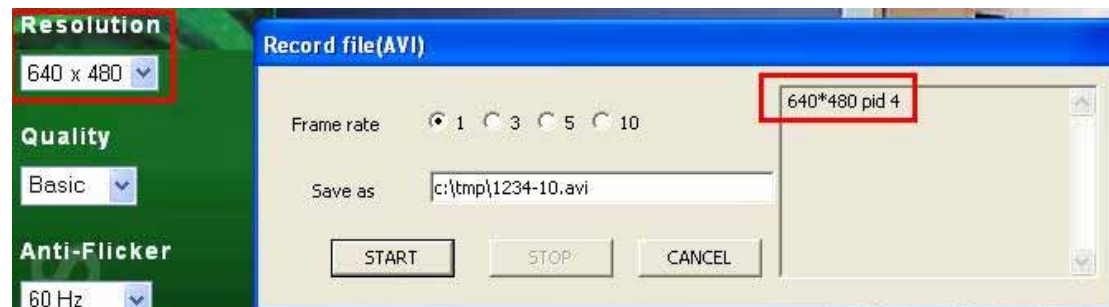 Resolution
640 x 480
Quality
Basic
Anti-Flicker
60 Hz
Record file(AVI)
Frame rate 1 3 5 10
Save as c:\tmp\1234-10.avi
START STOP CANCEL
640*480 pid 4